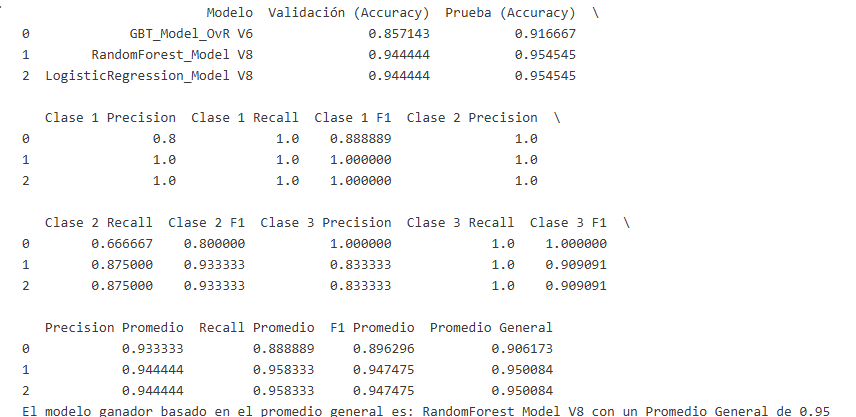 Modelo  Validación (Accuracy)  Prueba (Accuracy)  \
0  GBT_Model_OvR V6  0.857143  0.916667
1  RandomForest_Model V8  0.944444  0.954545
2  LogisticRegression_Model V8  0.944444  0.954545
Clase 1 Precision  Clase 1 Recall  Clase 1 F1  Clase 2 Precision  \
0  0.8  1.0  0.888889  1.0
1  1.0  1.0  1.000000  1.0
2  1.0  1.0  1.000000  1.0
Clase 2 Recall  Clase 2 F1  Clase 3 Precision  Clase 3 Recall  Clase 3 F1  \
0  0.666667  0.800000  1.000000  1.0  1.000000
1  0.875000  0.933333  0.833333  1.0  0.909091
2  0.875000  0.933333  0.833333  1.0  0.909091
Precision Promedio  Recall Promedio  F1 Promedio  Promedio General
0  0.933333  0.888889  0.896296  0.906173
1  0.944444  0.958333  0.947475  0.950084
2  0.944444  0.958333  0.947475  0.950084
El modelo ganador basado en el promedio general es: RandomForest_Model V8 con un Promedio General de 0.95